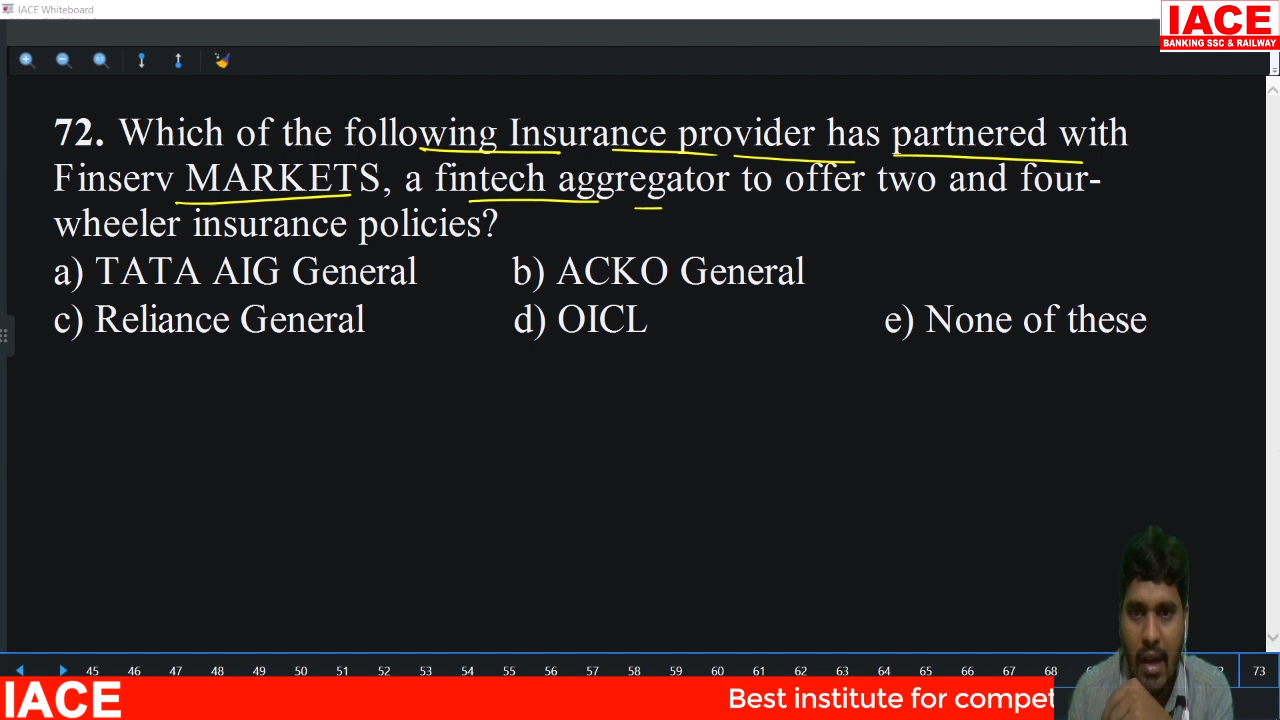 IACE Whiteboard
IACE
BANKING SSC & RAILWAY
72. Which of the following Insurance provider has partnered with
Finserv MARKETS, a fintech aggregator to offer two and four-
wheeler insurance policies?
a) TATA AIG General b) ACKO General
c) Reliance General d) OICL e) None of these
45 46 47 48 49 50 51 52 53 54 55 56 57 58 59 60 61 62 63 64 65 66 67 68 73
IACE Best institute for compet